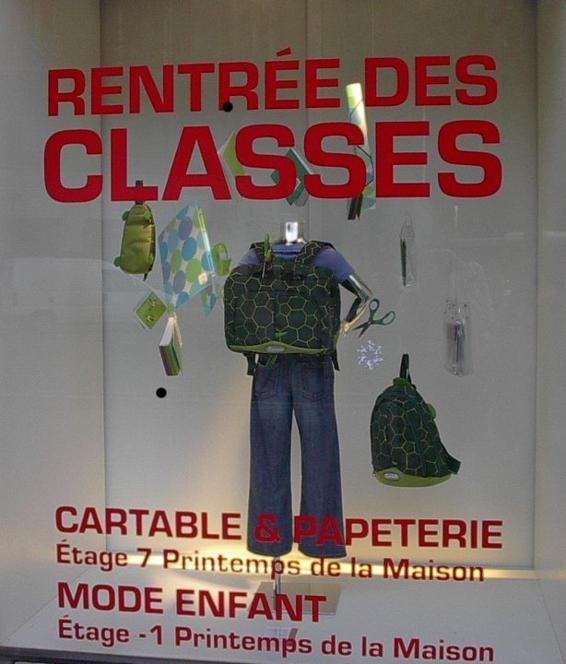 RENTRÉE DES
CLASSES
CARTABLE & PAPETERIE
Étage 7 Printemps de la Maison
MODE ENFANT
Étage -1 Printemps de la Maison